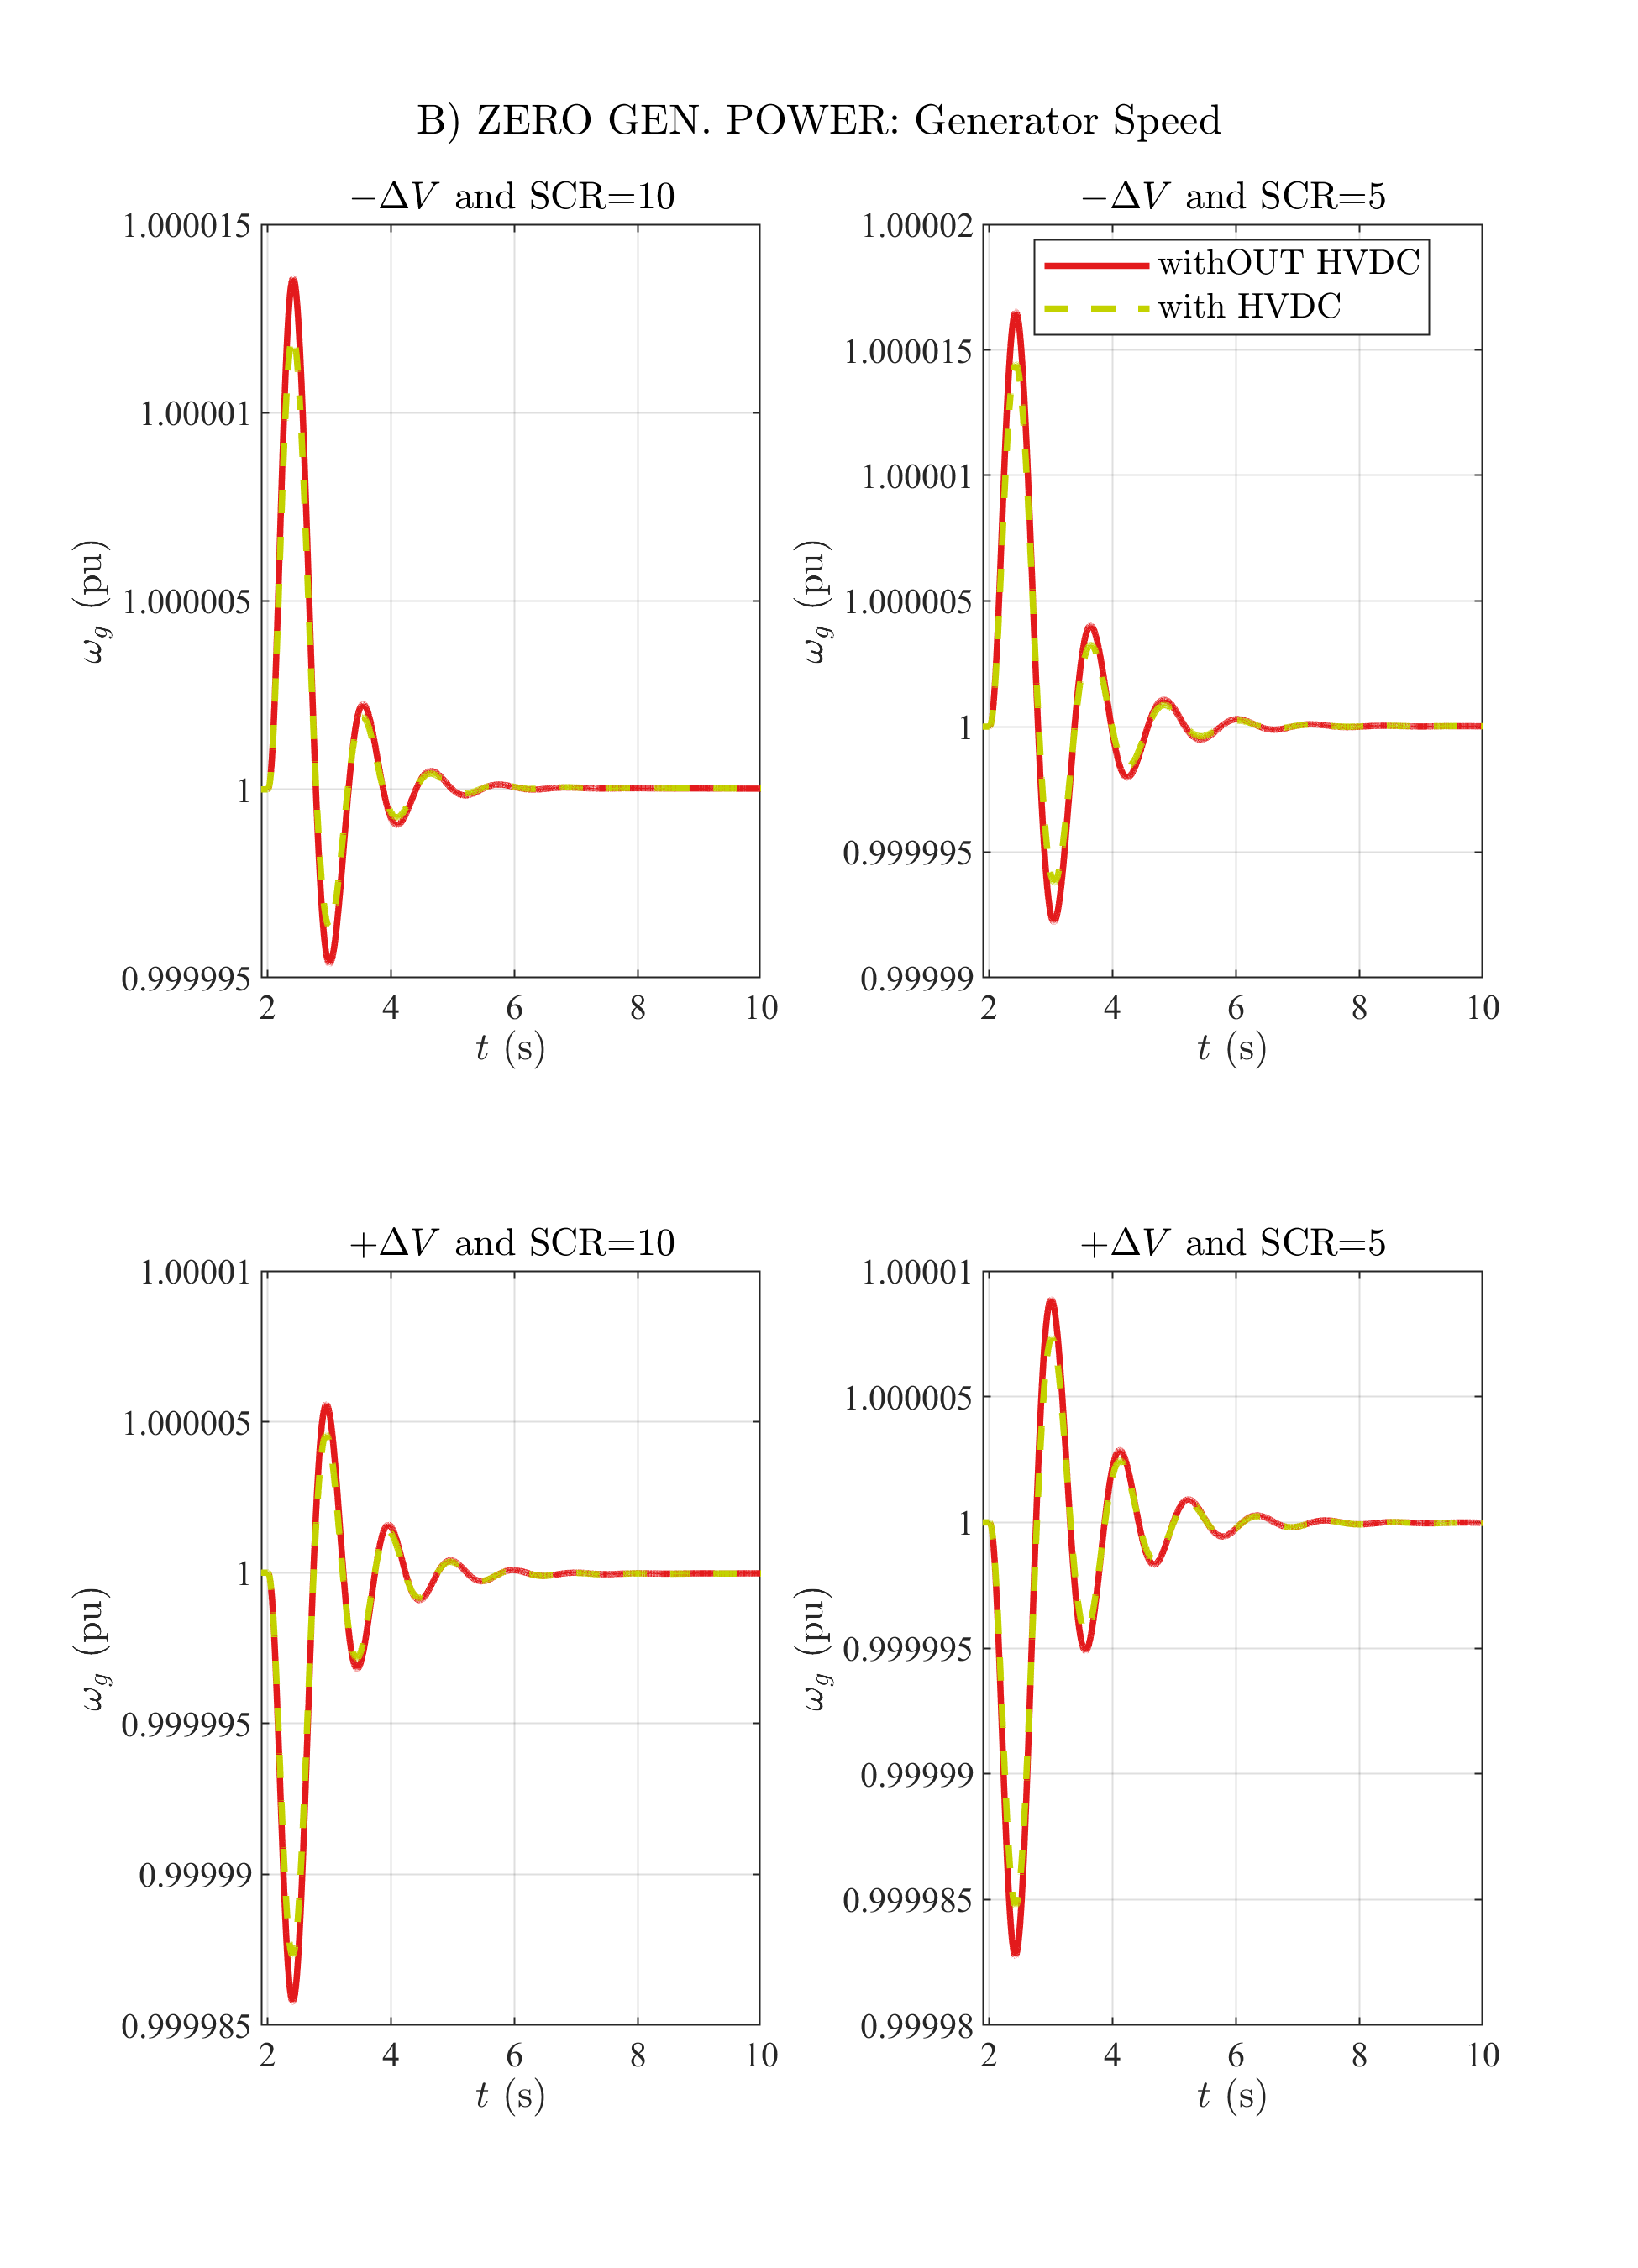 B) ZERO GEN. POWER: Generator Speed
−ΔV and SCR=10
1.000015
1.00001
1.000005
1
0.999995
ω_g (pu)
2 4 6 8 10
t (s)
−ΔV and SCR=5
withOUT HVDC
with HVDC
1.00002
1.000015
1.00001
1.000005
1
0.999995
0.99999
ω_g (pu)
2 4 6 8 10
t (s)
+ΔV and SCR=10
1.00001
1.000005
1
0.999995
0.99999
0.999985
ω_g (pu)
2 4 6 8 10
t (s)
+ΔV and SCR=5
1.00001
1.000005
1
0.999995
0.99999
0.999985
0.99998
ω_g (pu)
2 4 6 8 10
t (s)